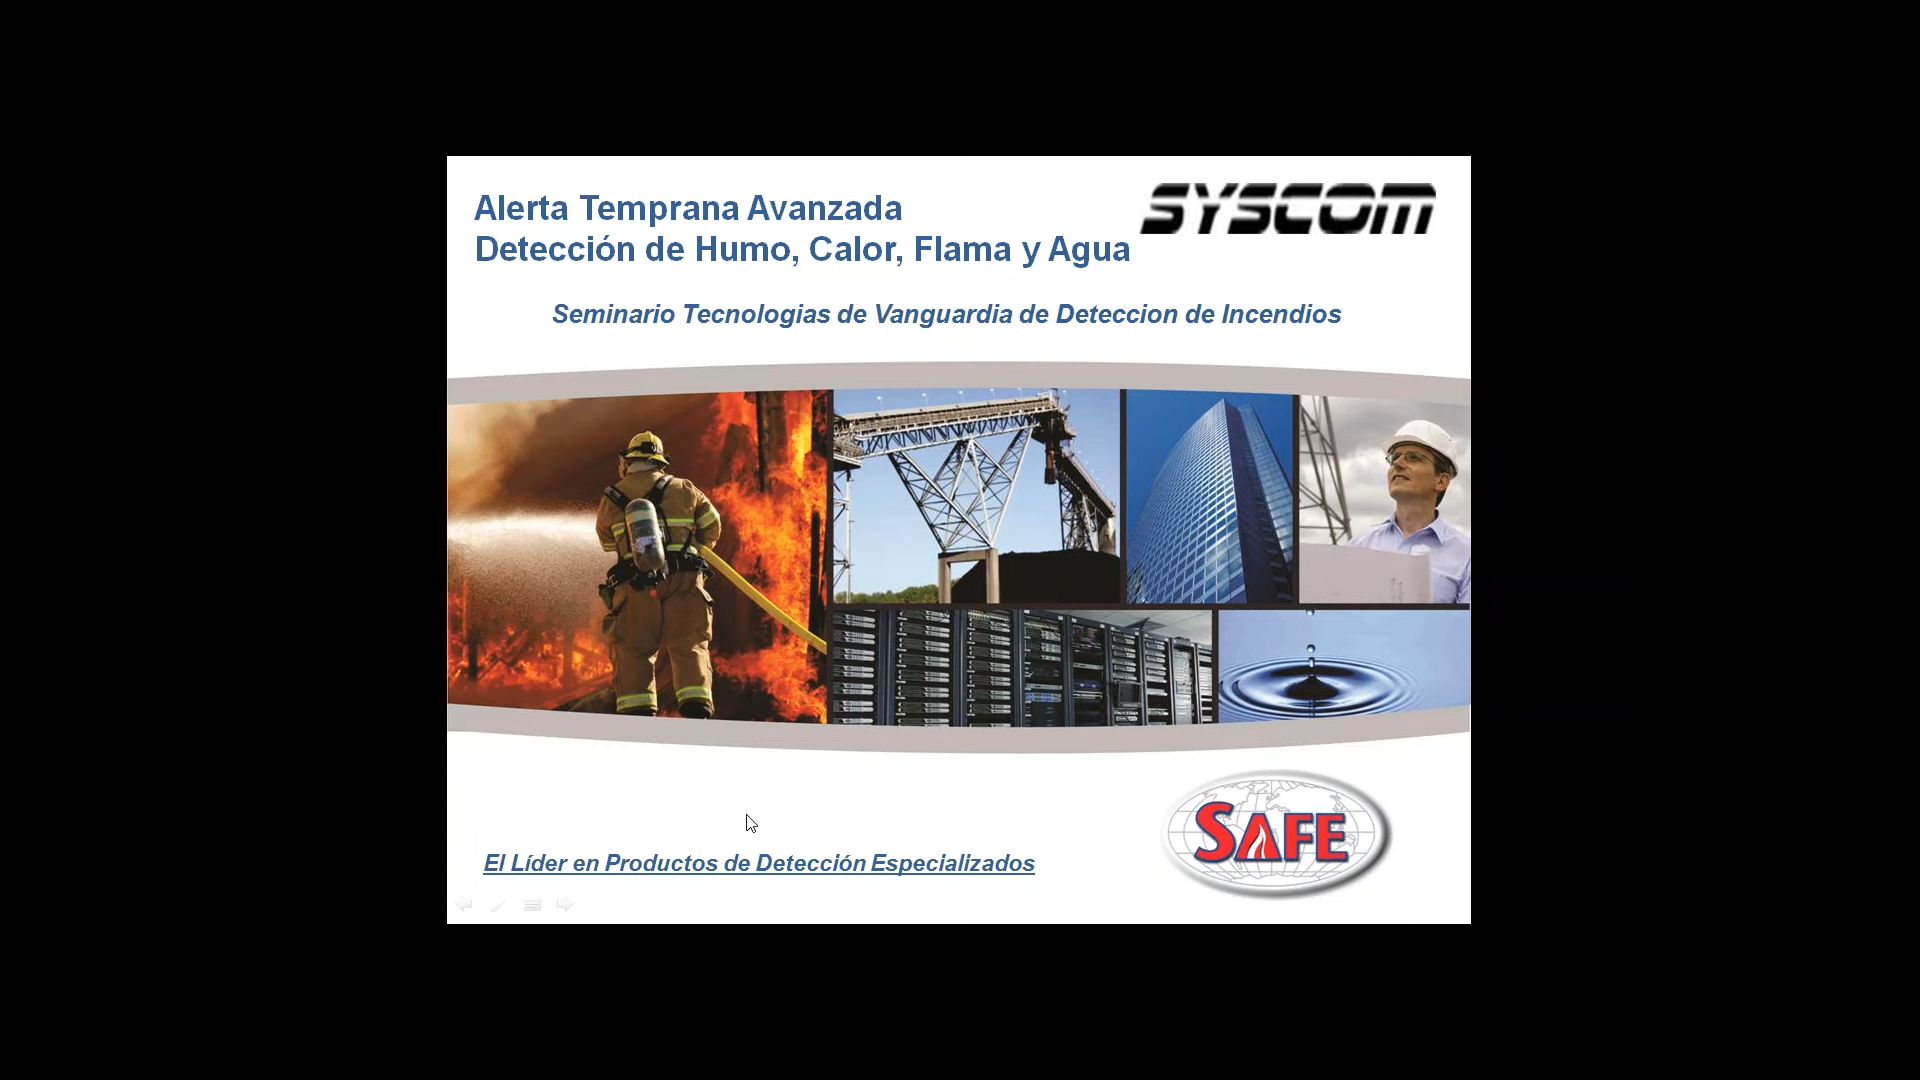 Alerta Temprana Avanzada
SYSCOM
Detección de Humo, Calor, Flama y Agua
Seminario Tecnologias de Vanguardia de Deteccion de Incendios
SAFE
El Líder en Productos de Detección Especializados